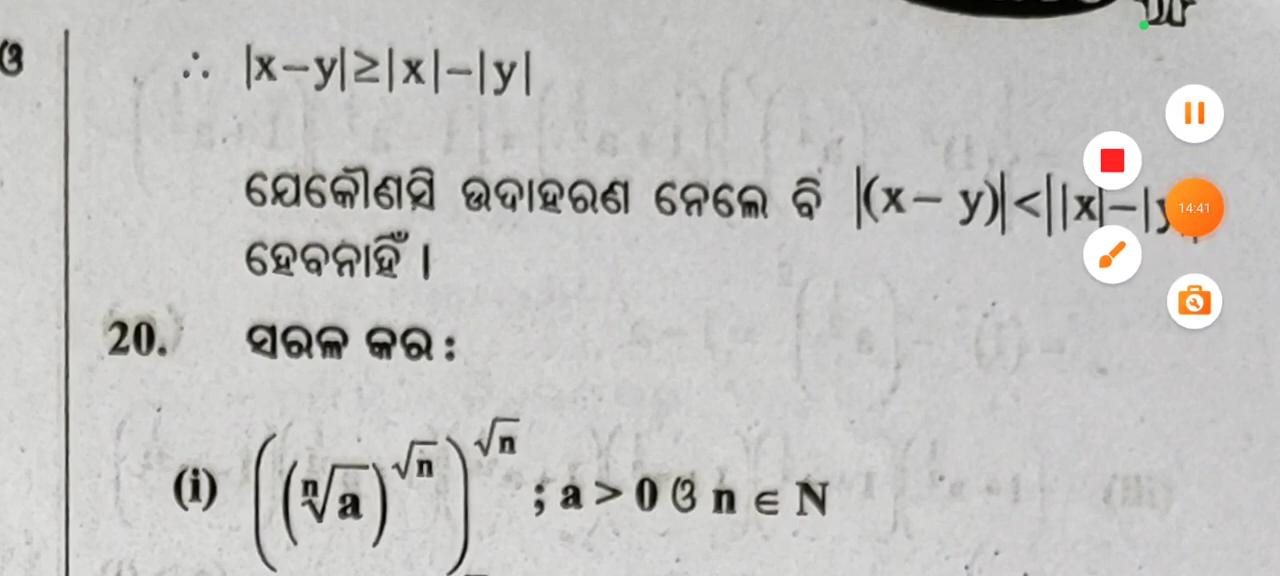 ଓ
∴ |x−y|≥|x|−|y|
ଯେକୌଣସି ଉଦାହରଣ ନେଲେ ବି |(x− y)|<||x|−|y
14:41
ହେବନାହିଁ ।
20. ସରଳ କର :
(i) ((ⁿ√a)^√n)^√n ; a > 0 ଓ n ∈ N